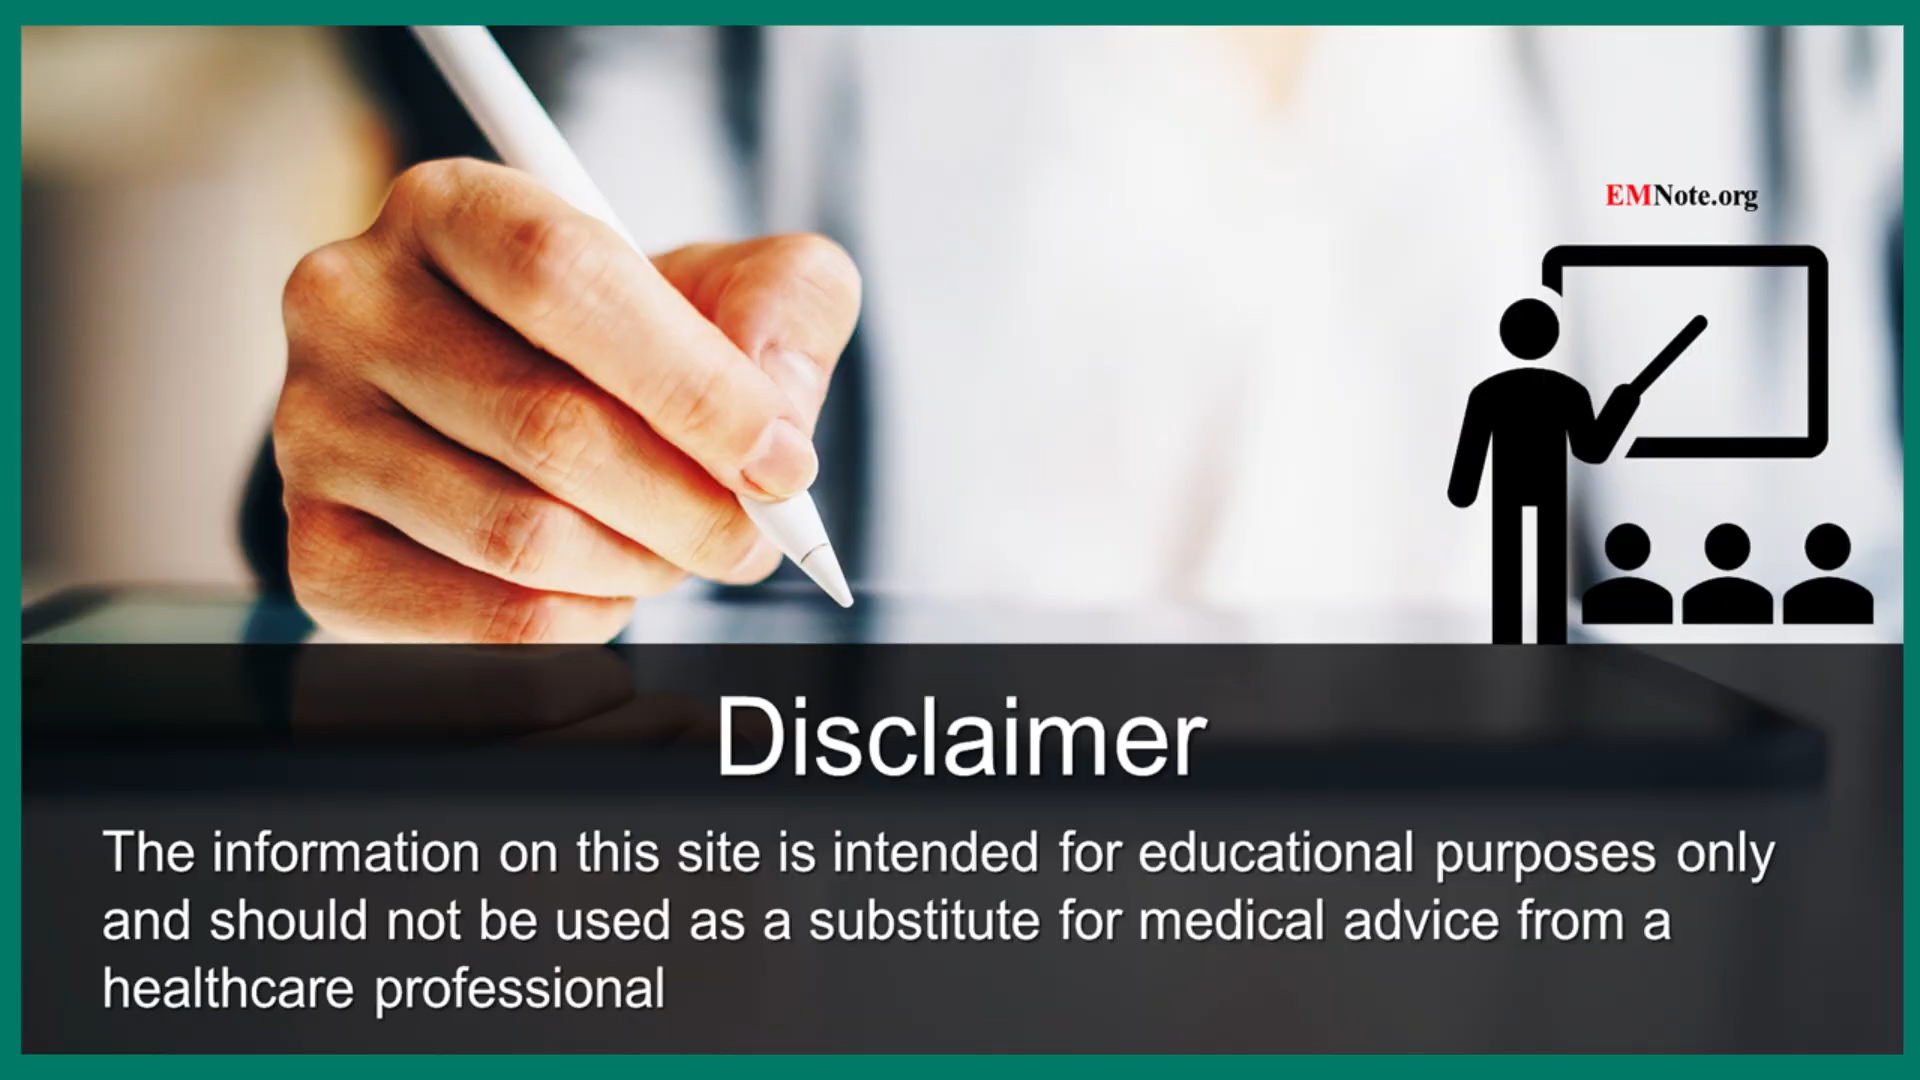 EMNote.org
Disclaimer
The information on this site is intended for educational purposes only
and should not be used as a substitute for medical advice from a
healthcare professional